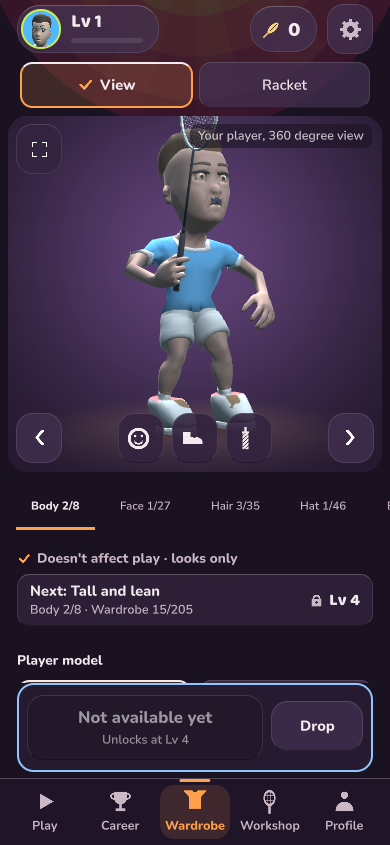 Lv 1
0
View
Racket
Your player, 360 degree view
Body 2/8
Face 1/27
Hair 3/35
Hat 1/46
Doesn't affect play · looks only
Next: Tall and lean
Body 2/8 · Wardrobe 15/205
Lv 4
Player model
Not available yet
Unlocks at Lv 4
Drop
Play
Career
Wardrobe
Workshop
Profile